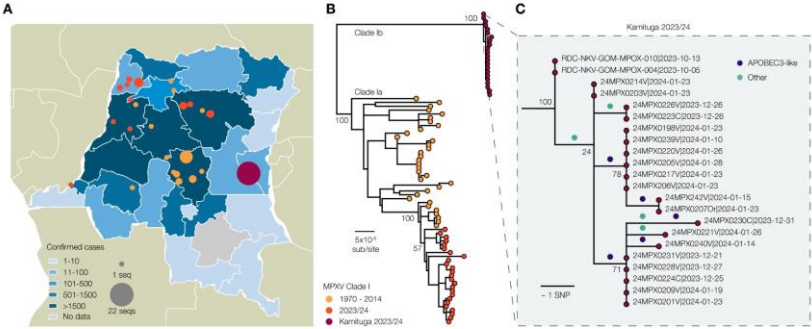 A
Confirmed cases
1-10
11-100
101-500
501-1500
>1500
No data
1 seq
22 seqs
B
Clade Ib
100
Clade Ia
100
100
57
5x10⁻⁵
sub/site
MPXV Clade I
1970 - 2014
2023/24
Kamituga 2023/24
C
Kamituga 2023/24
APOBEC3-like
Other
RDC-NKV-GOM-MPOX-010|2023-10-13
RDC-NKV-GOM-MPOX-004|2023-10-05
24MPX0214V|2024-01-23
24MPX0203V|2024-01-23
100
24MPX0226V|2023-12-26
24MPX0223C|2023-12-26
24MPX0198V|2024-01-23
24MPX0239V|2024-01-10
24
24MPX0220V|2024-01-26
24MPX0205V|2024-01-28
24MPX0217V|2024-01-23
78
24MPX206V|2024-01-23
24MPX242V|2024-01-15
24MPX0207Or|2024-01-23
24MPX0230C|2023-12-31
24MPX0221V|2024-01-26
24MPX0240V|2024-01-14
24MPX0231V|2023-12-21
71
24MPX0228V|2023-12-27
24MPX0224C|2023-12-25
24MPX0209V|2024-01-19
24MPX0201V|2024-01-23
~ 1 SNP